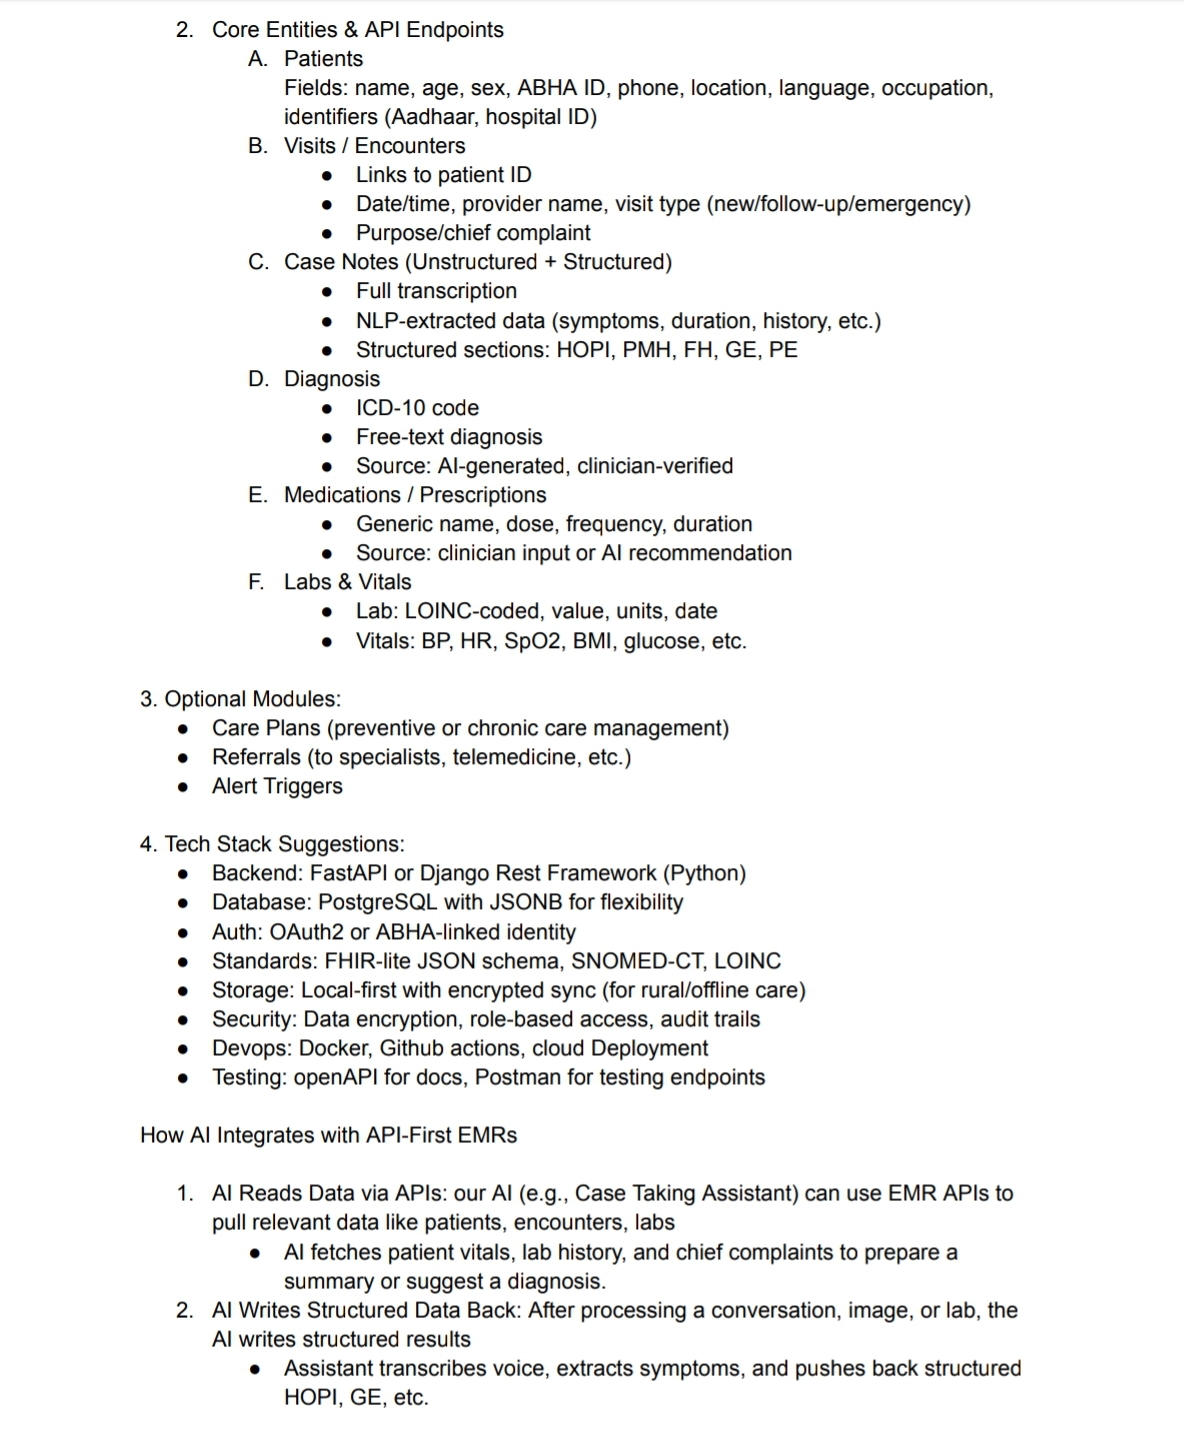 2. Core Entities & API Endpoints
A. Patients
Fields: name, age, sex, ABHA ID, phone, location, language, occupation,
identifiers (Aadhaar, hospital ID)
B. Visits / Encounters
● Links to patient ID
● Date/time, provider name, visit type (new/follow-up/emergency)
● Purpose/chief complaint
C. Case Notes (Unstructured + Structured)
● Full transcription
● NLP-extracted data (symptoms, duration, history, etc.)
● Structured sections: HOPI, PMH, FH, GE, PE
D. Diagnosis
● ICD-10 code
● Free-text diagnosis
● Source: AI-generated, clinician-verified
E. Medications / Prescriptions
● Generic name, dose, frequency, duration
● Source: clinician input or AI recommendation
F. Labs & Vitals
● Lab: LOINC-coded, value, units, date
● Vitals: BP, HR, SpO2, BMI, glucose, etc.
3. Optional Modules:
● Care Plans (preventive or chronic care management)
● Referrals (to specialists, telemedicine, etc.)
● Alert Triggers
4. Tech Stack Suggestions:
● Backend: FastAPI or Django Rest Framework (Python)
● Database: PostgreSQL with JSONB for flexibility
● Auth: OAuth2 or ABHA-linked identity
● Standards: FHIR-lite JSON schema, SNOMED-CT, LOINC
● Storage: Local-first with encrypted sync (for rural/offline care)
● Security: Data encryption, role-based access, audit trails
● Devops: Docker, Github actions, cloud Deployment
● Testing: openAPI for docs, Postman for testing endpoints
How AI Integrates with API-First EMRs
1. AI Reads Data via APIs: our AI (e.g., Case Taking Assistant) can use EMR APIs to
pull relevant data like patients, encounters, labs
● AI fetches patient vitals, lab history, and chief complaints to prepare a
summary or suggest a diagnosis.
2. AI Writes Structured Data Back: After processing a conversation, image, or lab, the
AI writes structured results
● Assistant transcribes voice, extracts symptoms, and pushes back structured
HOPI, GE, etc.